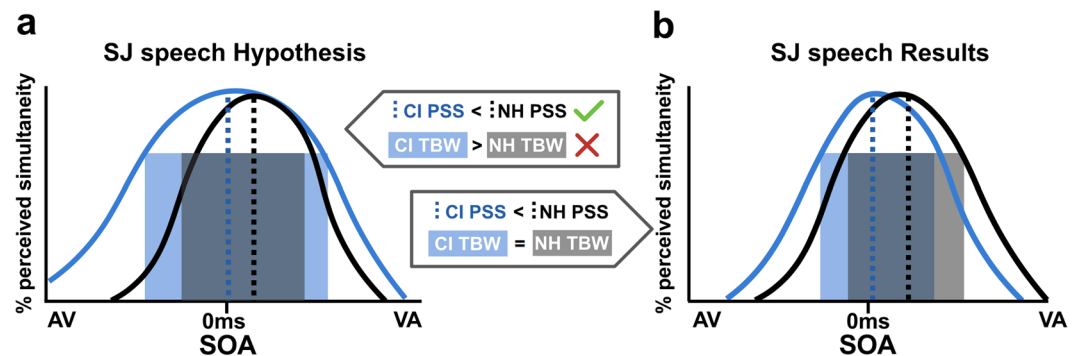 a
SJ speech Hypothesis
% perceived simultaneity
AV
0ms
VA
SOA
CI PSS < NH PSS
CI TBW > NH TBW
CI PSS < NH PSS
CI TBW = NH TBW
b
SJ speech Results
% perceived simultaneity
AV
0ms
VA
SOA